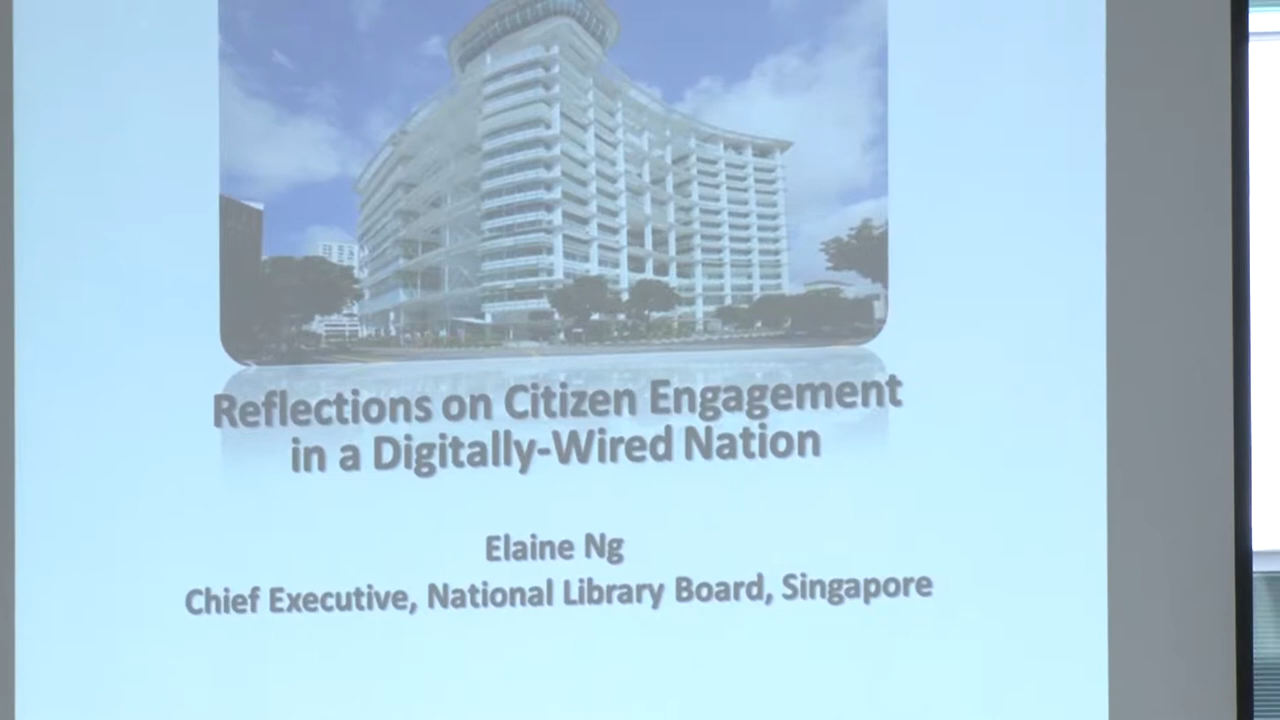 Reflections on Citizen Engagement
in a Digitally-Wired Nation
Elaine Ng
Chief Executive, National Library Board, Singapore